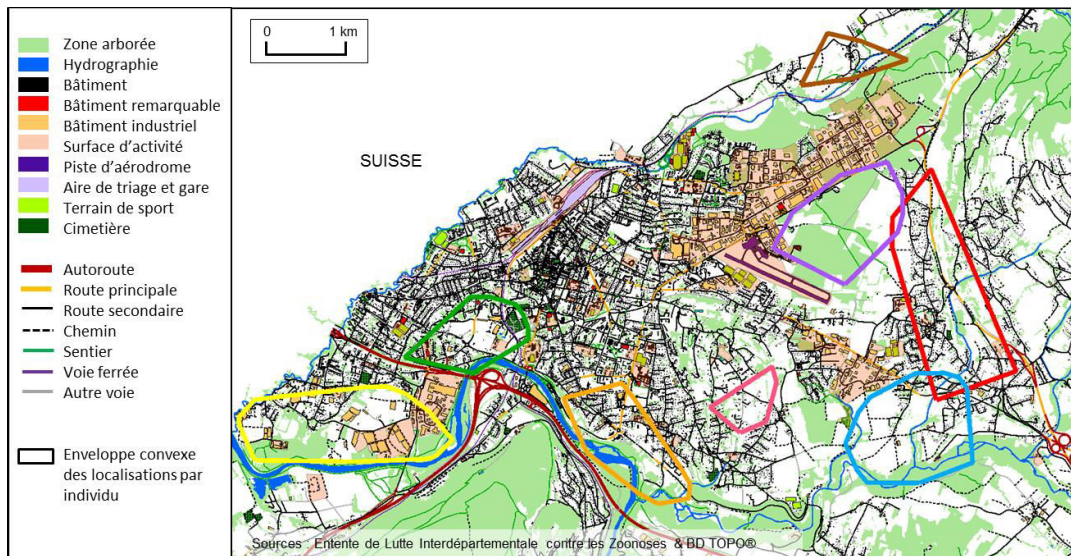 Zone arborée
Hydrographie
Bâtiment
Bâtiment remarquable
Bâtiment industriel
Surface d'activité
Piste d'aérodrome
Aire de triage et gare
Terrain de sport
Cimetière
Autoroute
Route principale
Route secondaire
Chemin
Sentier
Voie ferrée
Autre voie
Enveloppe convexe
des localisations par
individu
0 1 km
SUISSE
Sources : Entente de Lutte Interdépartementale contre les Zoonoses & BD TOPO®